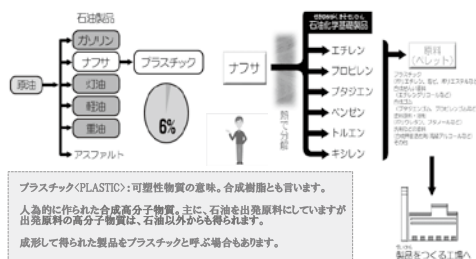 石油製品
原油
ガソリン
ナフサ
灯油
軽油
重油
アスファルト
プラスチック
6%
ナフサ
熱で分解
石油化学基礎製品
エチレン
プロピレン
ブタジエン
ベンゼン
トルエン
キシレン
原料
(ペレット)
プラスチック
製品をつくる工場へ
プラスチック<PLASTIC>:可塑性物質の意味。合成樹脂とも言います。
人為的に作られた合成高分子物質。主に、石油を出発原料にしていますが
出発原料の高分子物質は、石油以外からも得られます。
成形して得られた製品をプラスチックと呼ぶ場合もあります。